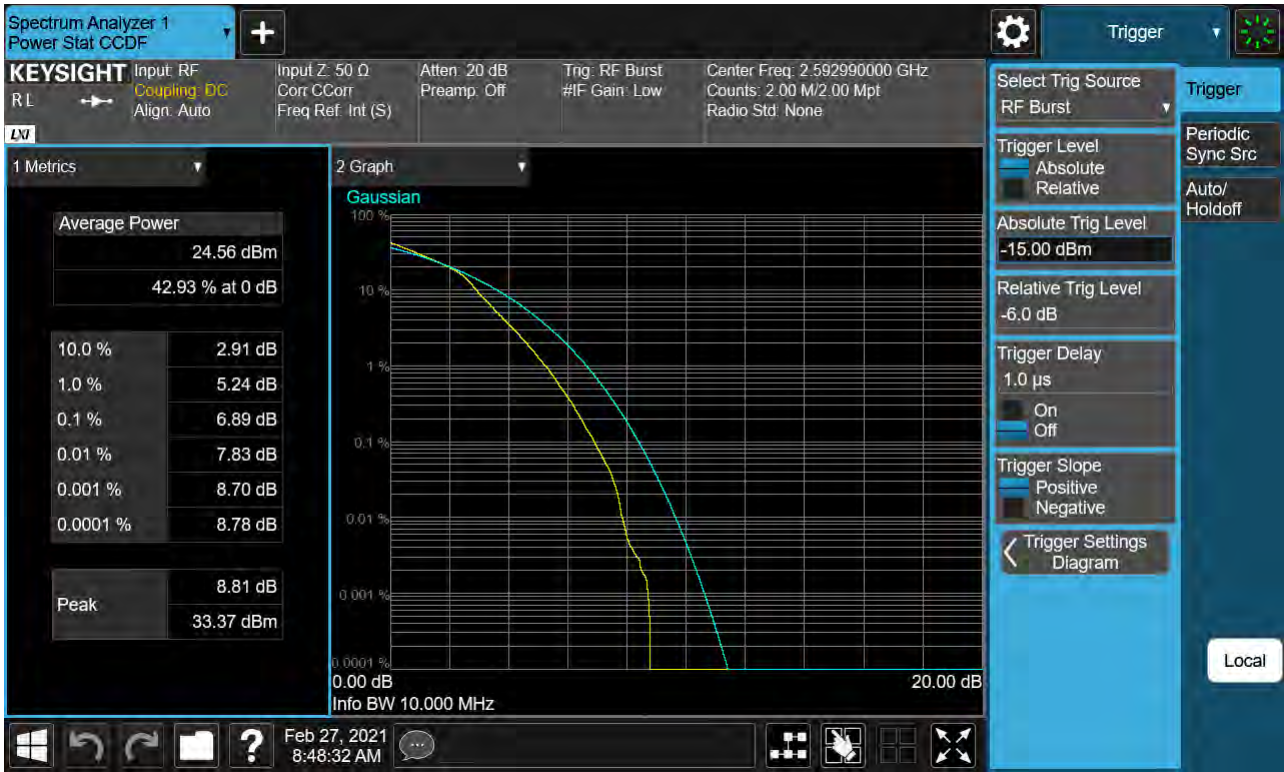 Spectrum Analyzer 1
Power Stat CCDF
+
Trigger
KEYSIGHT
RL
LXI
Input: RF
Coupling: DC
Align: Auto
Input Z: 50 Ω
Corr CCorr
Freq Ref: Int (S)
Atten: 20 dB
Preamp: Off
Trig: RF Burst
#IF Gain: Low
Center Freq: 2.592990000 GHz
Counts: 2.00 M/2.00 Mpt
Radio Std: None
1 Metrics
Average Power
24.56 dBm
42.93 % at 0 dB
10.0 % 2.91 dB
1.0 % 5.24 dB
0.1 % 6.89 dB
0.01 % 7.83 dB
0.001 % 8.70 dB
0.0001 % 8.78 dB
Peak
8.81 dB
33.37 dBm
2 Graph
Gaussian
100 %
10 %
1 %
0.1 %
0.01 %
0.001 %
0.0001 %
0.00 dB 20.00 dB
Info BW 10.000 MHz
Select Trig Source
RF Burst
Trigger Level
Absolute
Relative
Absolute Trig Level
-15.00 dBm
Relative Trig Level
-6.0 dB
Trigger Delay
1.0 µs
On
Off
Trigger Slope
Positive
Negative
Trigger Settings
Diagram
Trigger
Periodic
Sync Src
Auto/
Holdoff
Local
?
Feb 27, 2021
8:48:32 AM